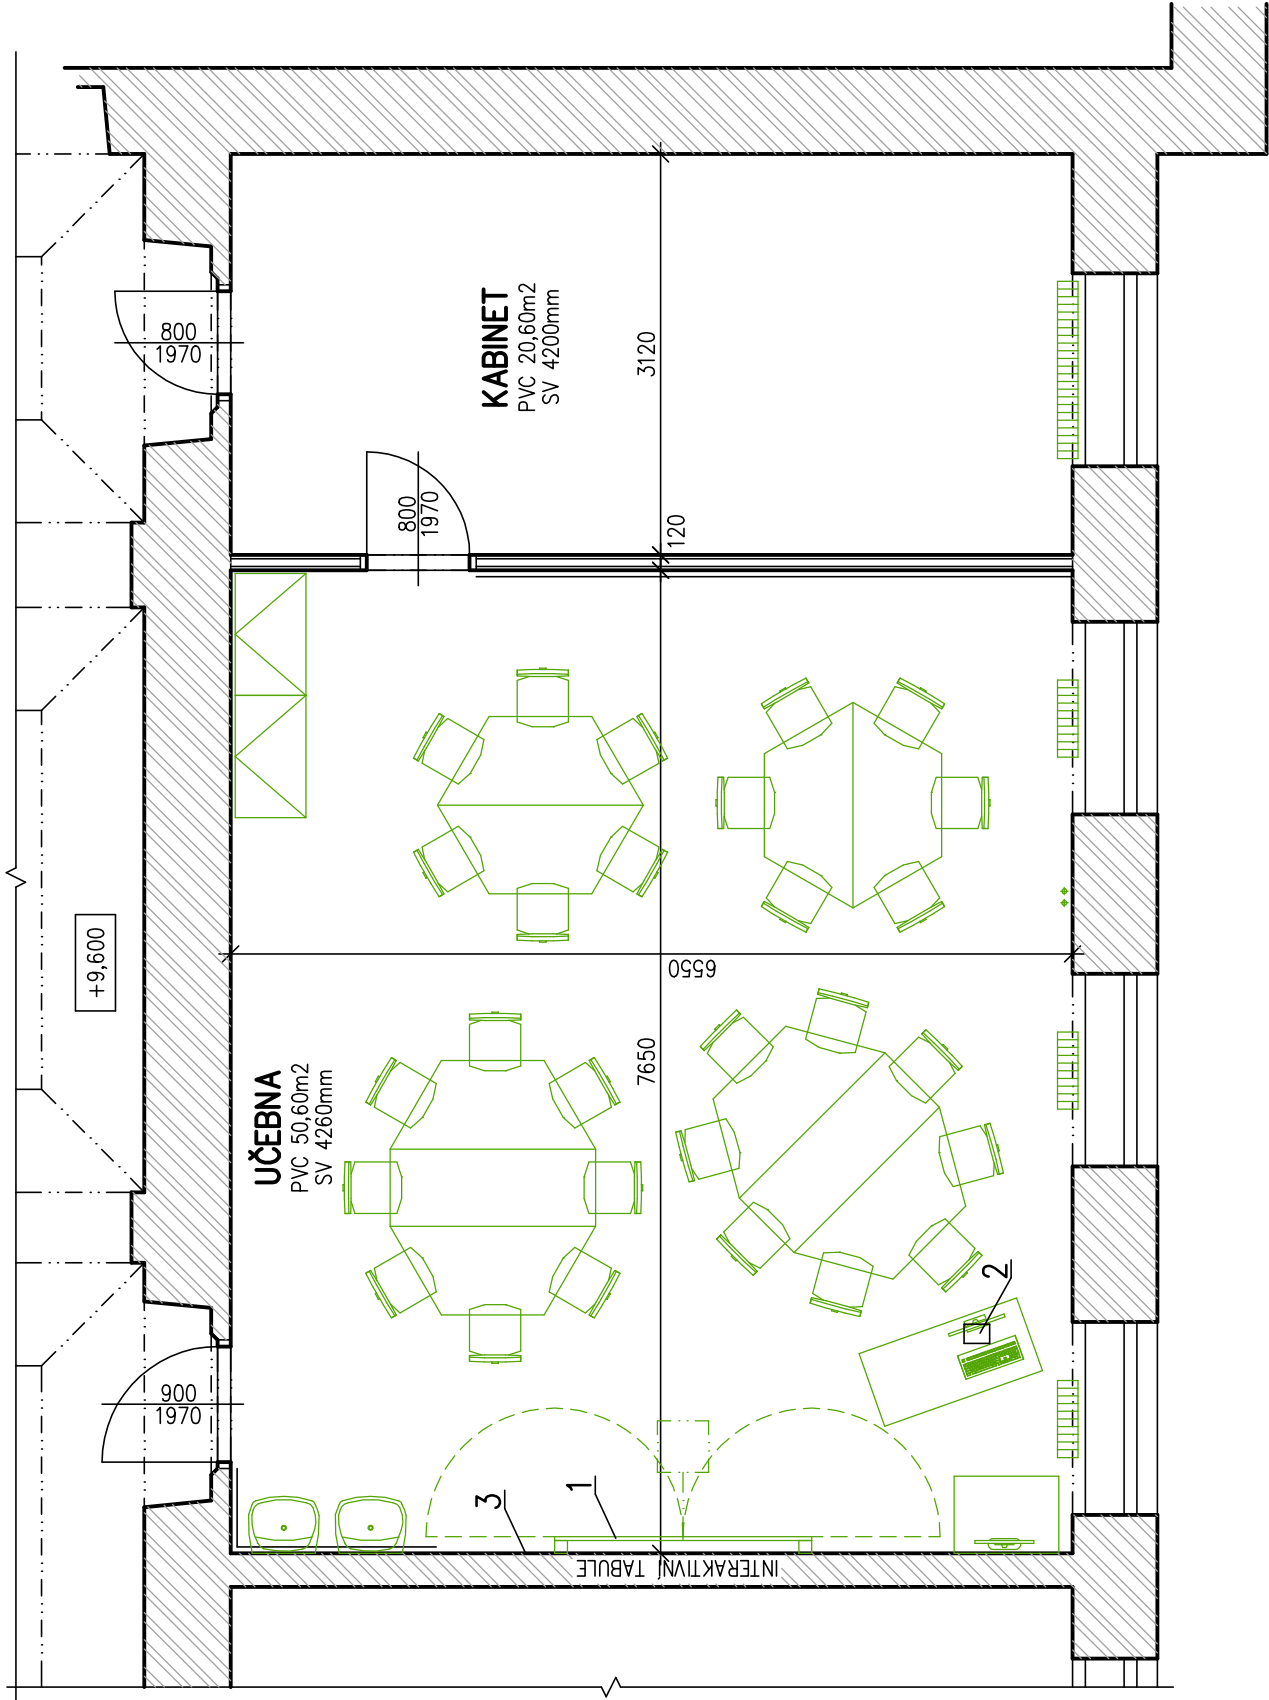 800
1970
KABINET
PVC 20,60m2
SV 4200mm
3120
800
1970
120
+9,600
6550
7650
UČEBNA
PVC 50,60m2
SV 4260mm
2
900
1970
1
3
INTERAKTIVNÍ TABULE